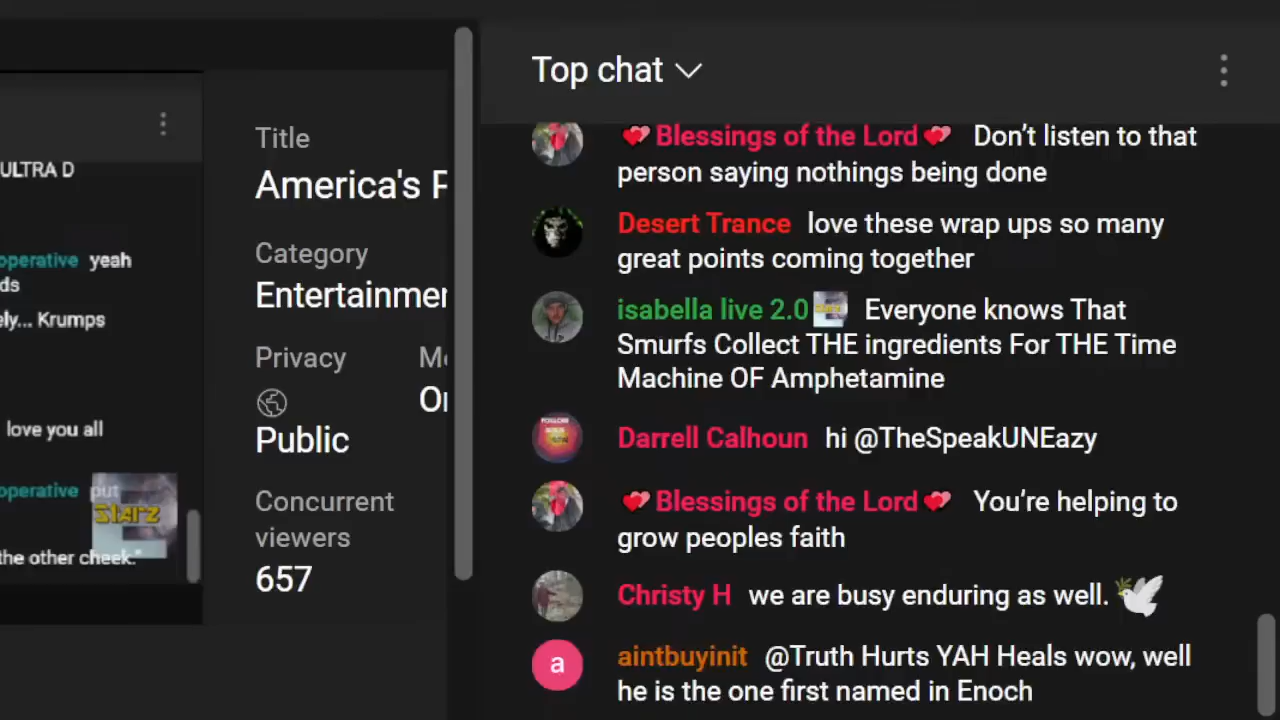 ULTRA D
operative yeah
ds
ely... Krumps
love you all
operative put
Starz
the other cheek."
Title
America's
Category
Entertainmen
Privacy
Public
Concurrent
viewers
657
Top chat
Blessings of the Lord Don't listen to that
person saying nothings being done
Desert Trance love these wrap ups so many
great points coming together
isabella live 2.0 Everyone knows That
Smurfs Collect THE ingredients For THE Time
Machine OF Amphetamine
Darrell Calhoun hi @TheSpeakUNEazy
Blessings of the Lord You're helping to
grow peoples faith
Christy H we are busy enduring as well.
a
aintbuyinit @Truth Hurts YAH Heals wow, well
he is the one first named in Enoch